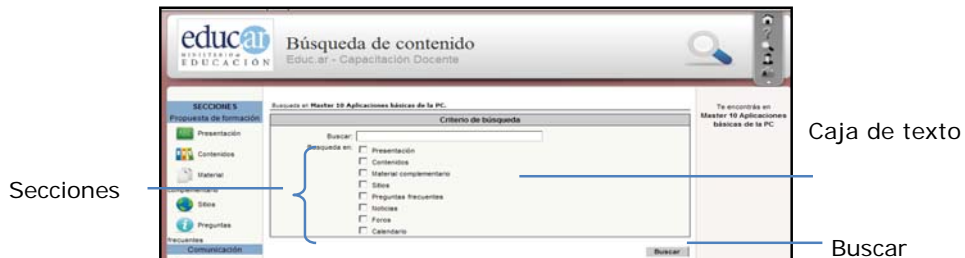 educ.ar
MINISTERIO DE
EDUCACIÓN
Búsqueda de contenido
Educ.ar - Capacitación Docente
SECCIONES
Propuesta de formación
Presentación
Contenidos
Material
complementario
Sitios
Preguntas
frecuentes
Comunicación
Busqueda en Master 10 Aplicaciones básicas de la PC.
Criterio de búsqueda
Buscar:
Búsqueda en:
Presentación
Contenidos
Material complementario
Sitios
Preguntas frecuentes
Noticias
Foros
Calendario
Buscar
Te encontrás en
Master 10 Aplicaciones
básicas de la PC
Caja de texto
Secciones
Buscar